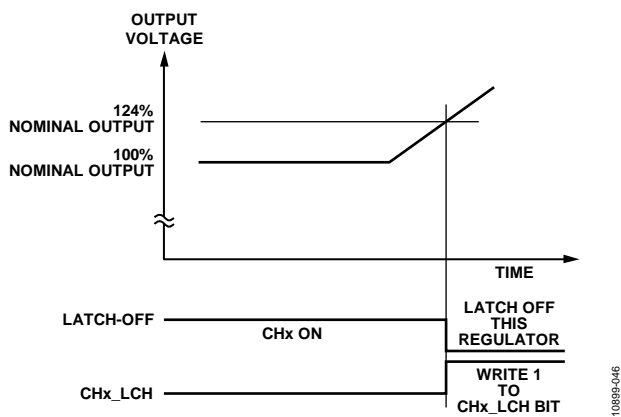 OUTPUT
VOLTAGE
124%
NOMINAL OUTPUT
100%
NOMINAL OUTPUT
TIME
LATCH-OFF
CHx ON
LATCH OFF
THIS
REGULATOR
CHx_LCH
WRITE 1
TO
CHx_LCH BIT
10899-046